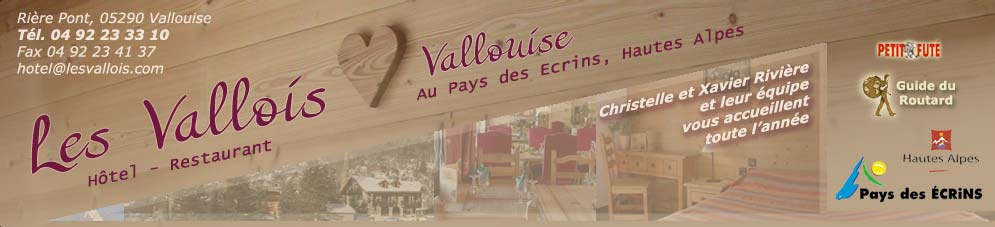 Rière Pont, 05290 Vallouise
Tél. 04 92 23 33 10
Fax 04 92 23 41 37
hotel@lesvallois.com
Les Vallois
Hôtel - Restaurant
Vallouise
Au Pays des Ecrins, Hautes Alpes
Christelle et Xavier Rivière
et leur équipe
vous accueillent
toute l'année
PETIT FUTE
Guide du
Routard
Hautes Alpes
Pays des ÉCRiNS